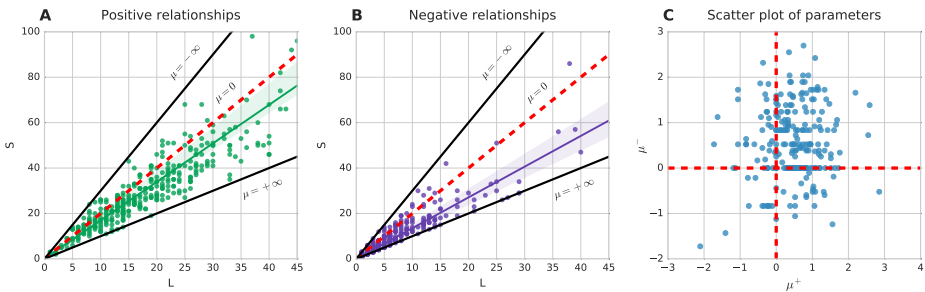 A Positive relationships
100
80
60
40
20
0
S
μ = −∞
μ = 0
μ = +∞
0 5 10 15 20 25 30 35 40 45
L
B Negative relationships
100
80
60
40
20
0
S
μ = −∞
μ = 0
μ = +∞
0 5 10 15 20 25 30 35 40 45
L
C Scatter plot of parameters
3
2
1
0
−1
−2
μ⁻
−3 −2 −1 0 1 2 3 4
μ⁺